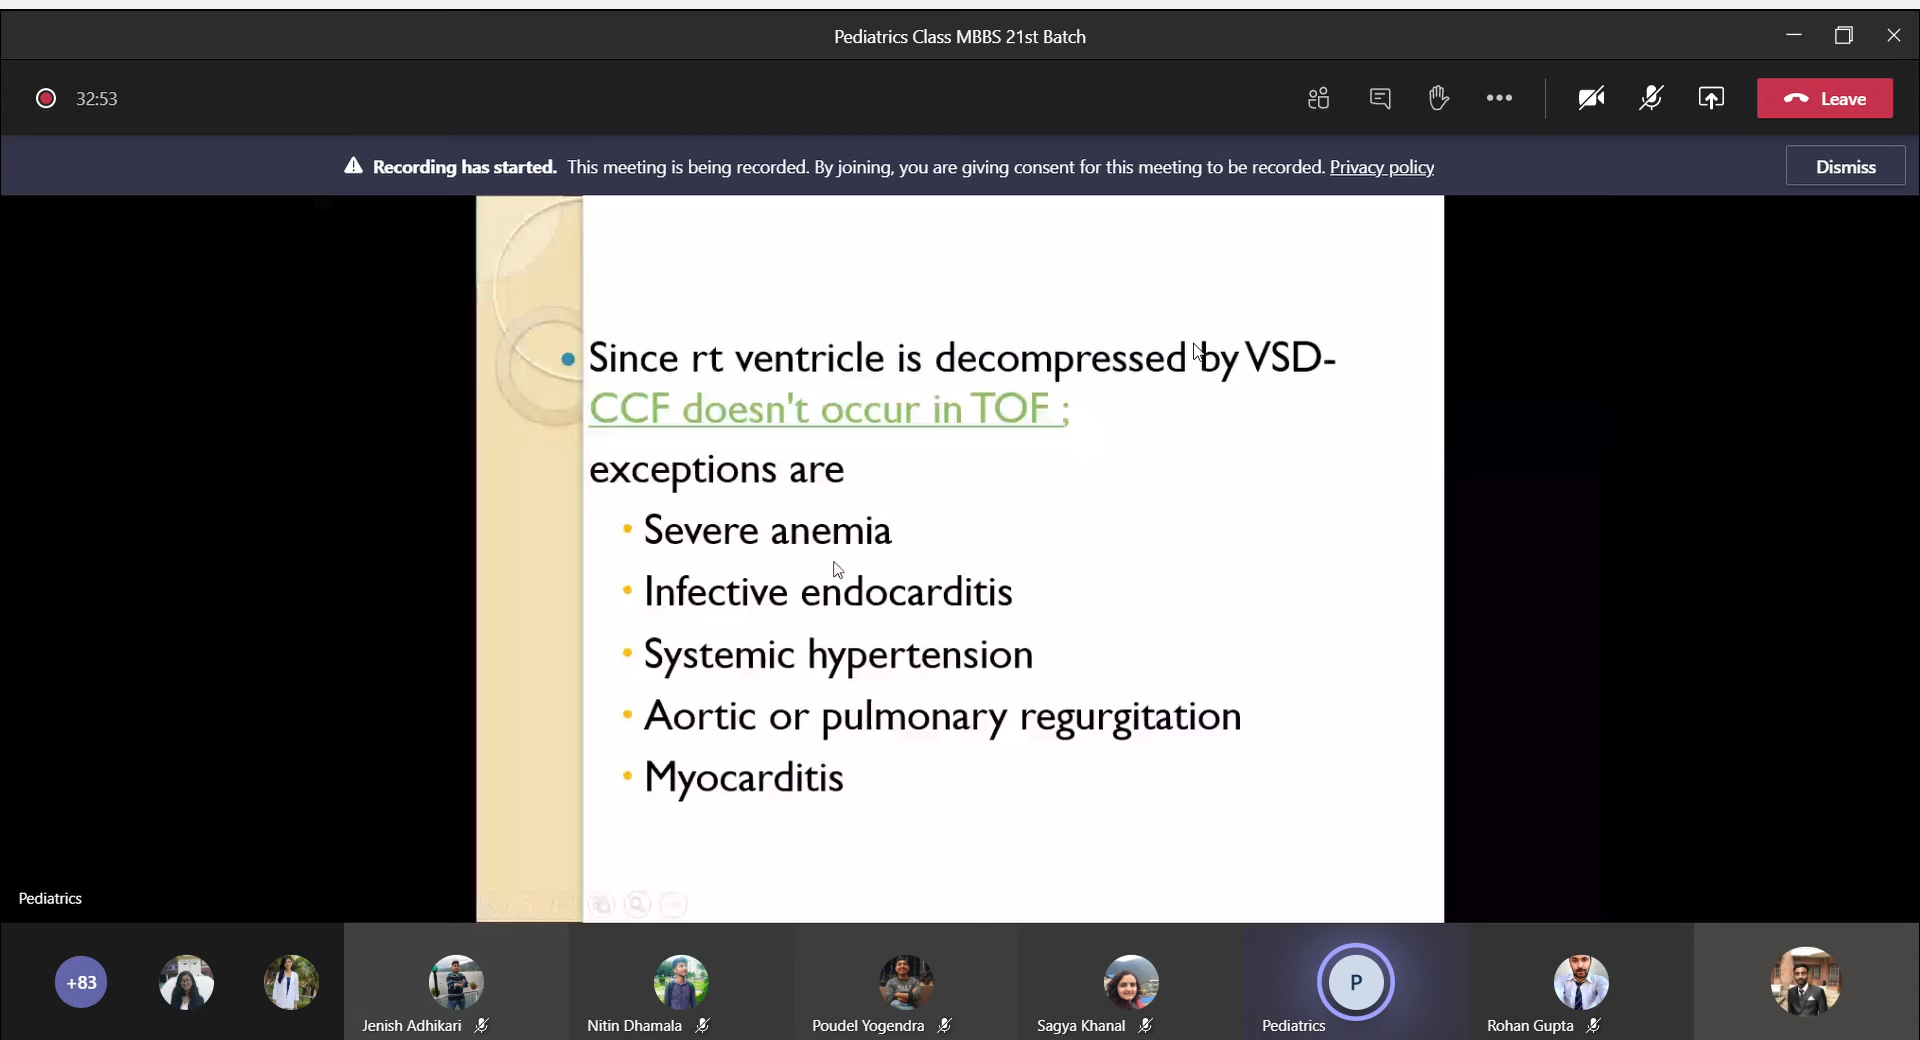 Pediatrics Class MBBS 21st Batch
32:53
Leave
Recording has started. This meeting is being recorded. By joining, you are giving consent for this meeting to be recorded. Privacy policy
Dismiss
Since rt ventricle is decompressed by VSD-
CCF doesn't occur in TOF ;
exceptions are
Severe anemia
Infective endocarditis
Systemic hypertension
Aortic or pulmonary regurgitation
Myocarditis
Pediatrics
+83
P
Jenish Adhikari
Nitin Dhamala
Poudel Yogendra
Sagya Khanal
Pediatrics
Rohan Gupta